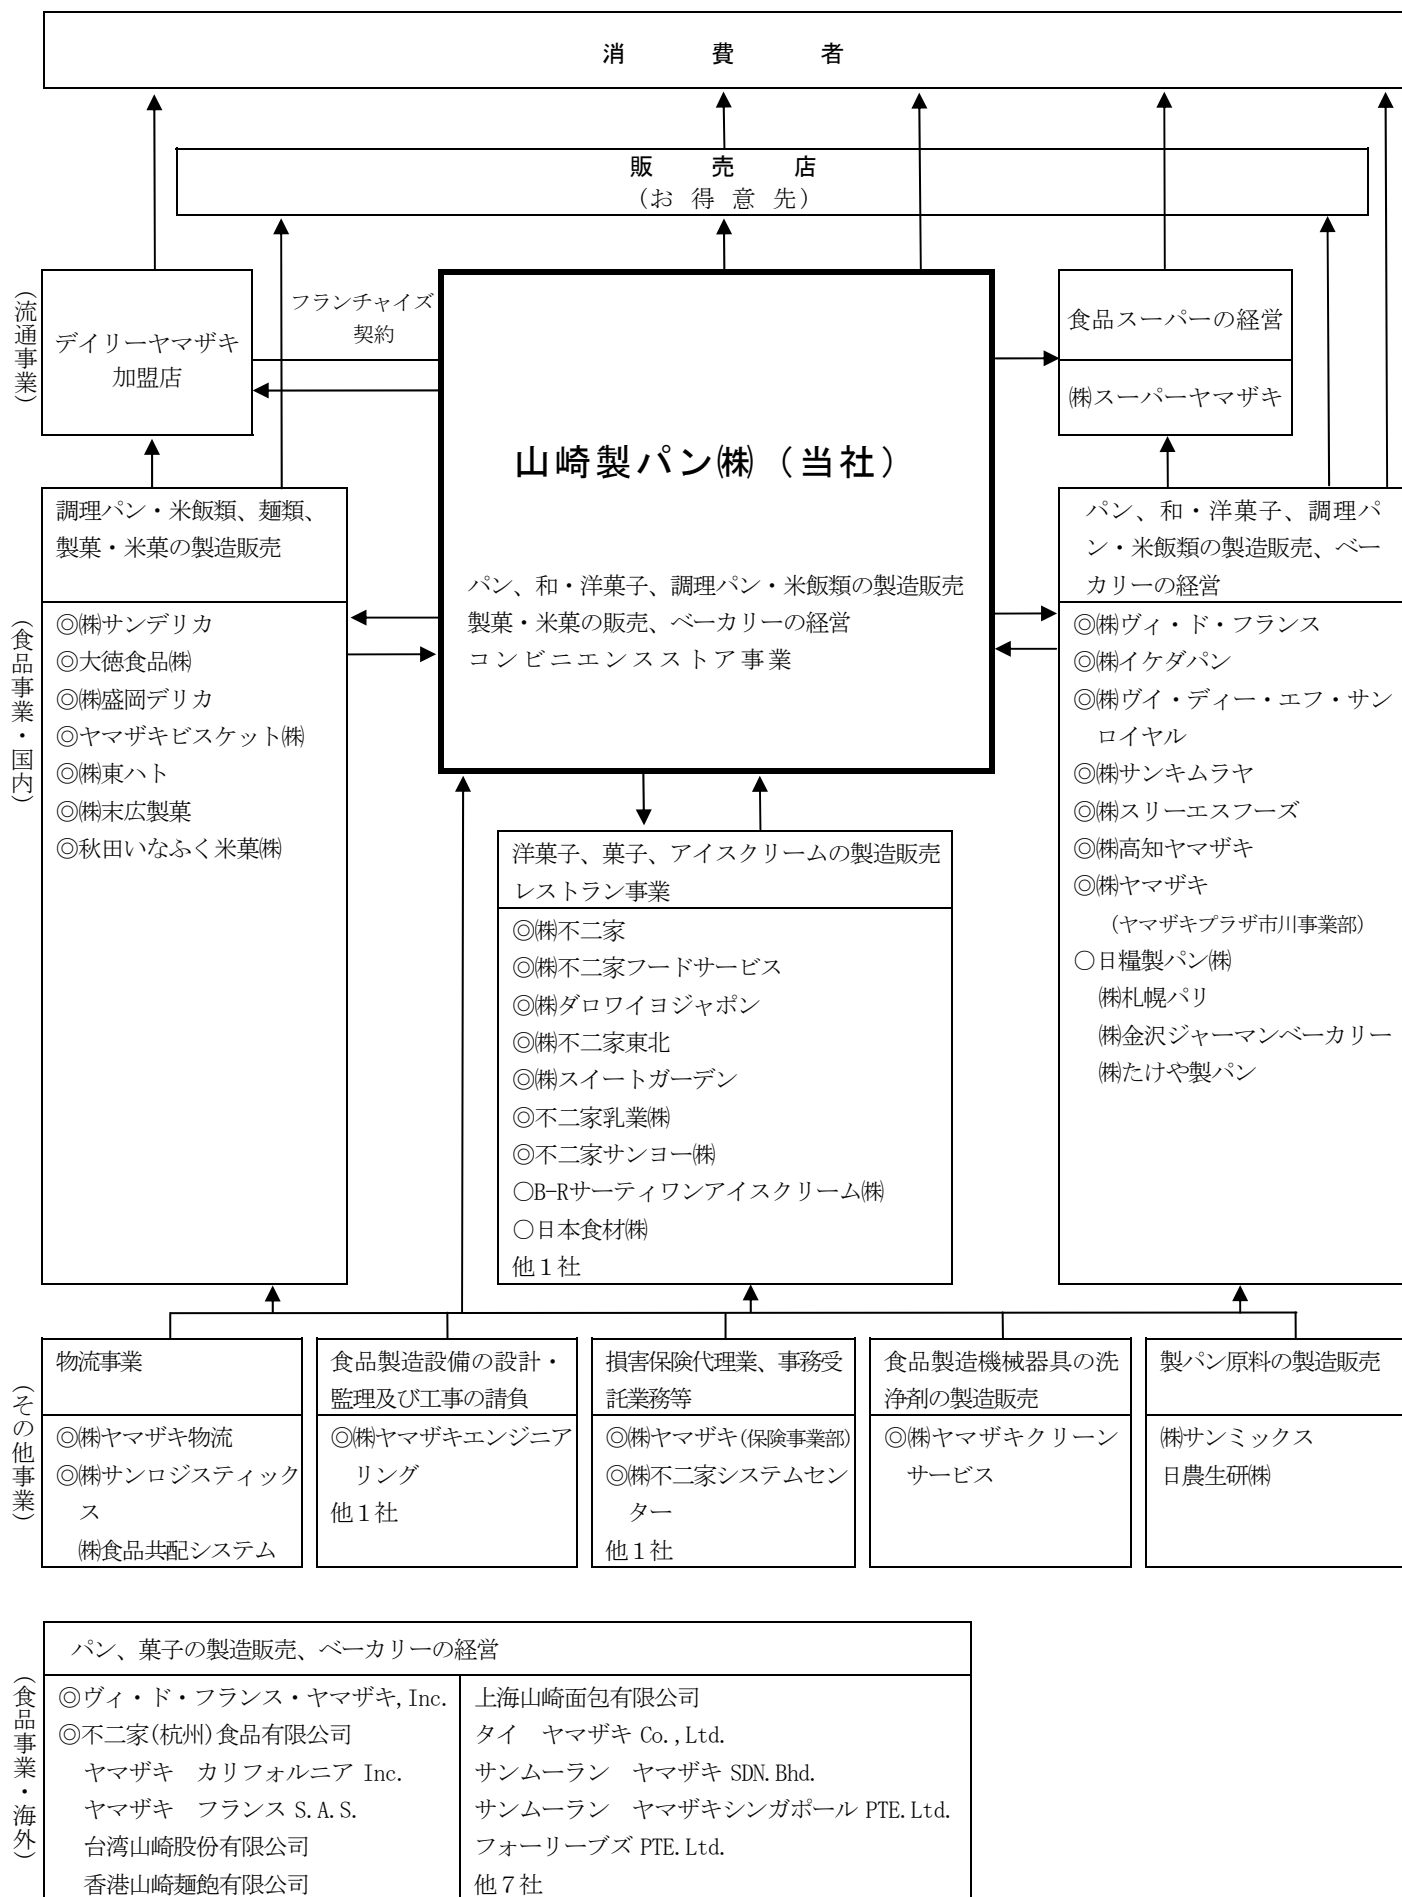 消費者
販売店
(お得意先)
(流通事業)
デイリーヤマザキ
加盟店
フランチャイズ
契約
山崎製パン㈱（当社）
パン、和・洋菓子、調理パン・米飯類の製造販売
製菓・米菓の販売、ベーカリーの経営
コンビニエンスストア事業
食品スーパーの経営
㈱スーパーヤマザキ
(食品事業・国内)
調理パン・米飯類、麺類、
製菓・米菓の製造販売
◎㈱サンデリカ
◎大徳食品㈱
◎㈱盛岡デリカ
◎ヤマザキビスケット㈱
◎㈱東ハト
◎㈱末広製菓
◎秋田いなふく米菓㈱
洋菓子、菓子、アイスクリームの製造販売
レストラン事業
◎㈱不二家
◎㈱不二家フードサービス
◎㈱ダロワイヨジャポン
◎㈱不二家東北
◎㈱スイートガーデン
◎不二家乳業㈱
◎不二家サンヨー㈱
○B-Rサーティワンアイスクリーム㈱
○日本食材㈱
他１社
パン、和・洋菓子、調理パ
ン・米飯類の製造販売、ベー
カリーの経営
◎㈱ヴィ・ド・フランス
◎㈱イケダパン
◎㈱ヴイ・ディー・エフ・サン
ロイヤル
◎㈱サンキムラヤ
◎㈱スリーエスフーズ
◎㈱高知ヤマザキ
◎㈱ヤマザキ
（ヤマザキプラザ市川事業部）
○日糧製パン㈱
㈱札幌パリ
㈱金沢ジャーマンベーカリー
㈱たけや製パン
(その他事業)
物流事業
◎㈱ヤマザキ物流
◎㈱サンロジスティック
ス
㈱食品共配システム
食品製造設備の設計・
監理及び工事の請負
◎㈱ヤマザキエンジニア
リング
他１社
損害保険代理業、事務受
託業務等
◎㈱ヤマザキ(保険事業部)
◎㈱不二家システムセン
ター
他１社
食品製造機械器具の洗
浄剤の製造販売
◎㈱ヤマザキクリーン
サービス
製パン原料の製造販売
㈱サンミックス
日農生研㈱
(食品事業・海外)
パン、菓子の製造販売、ベーカリーの経営
◎ヴィ・ド・フランス・ヤマザキ,Inc.
◎不二家(杭州)食品有限公司
ヤマザキ　カリフォルニア Inc.
ヤマザキ　フランス S.A.S.
台湾山崎股份有限公司
香港山崎麺飽有限公司
上海山崎面包有限公司
タイ　ヤマザキ Co.,Ltd.
サンムーラン　ヤマザキ SDN.Bhd.
サンムーラン　ヤマザキシンガポール PTE.Ltd.
フォーリーブズ PTE.Ltd.
他７社